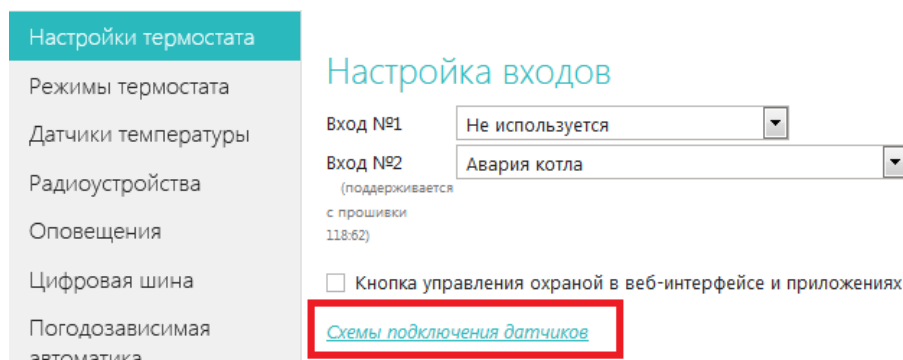 Настройки термостата
Режимы термостата
Датчики температуры
Радиоустройства
Оповещения
Цифровая шина
Погодозависимая
автоматика
Настройка входов
Вход №1 Не используется
Вход №2 Авария котла
(поддерживается
с прошивки
118:62)
Кнопка управления охраной в веб-интерфейсе и приложениях
Схемы подключения датчиков